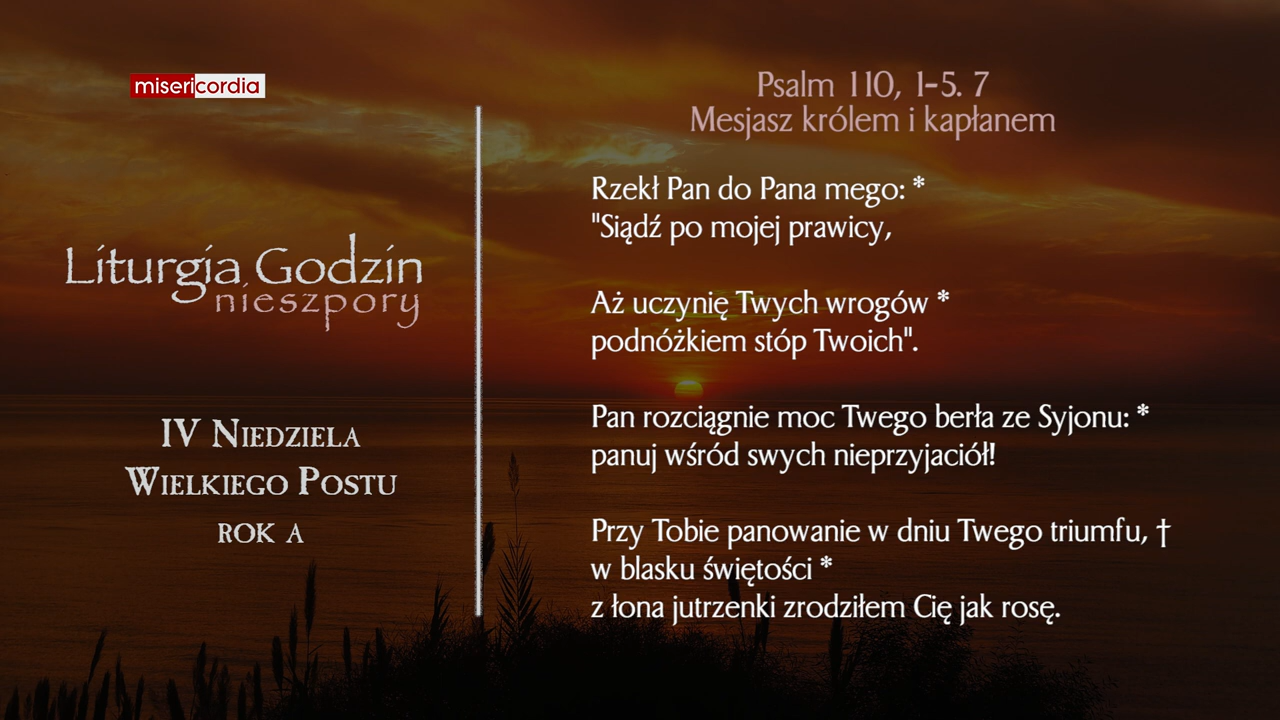 misericordia
Liturgia Godzin
nieszpory
IV Niedziela
Wielkiego Postu
rok A
Psalm 110, 1-5. 7
Mesjasz królem i kapłanem
Rzekł Pan do Pana mego: *
"Siądź po mojej prawicy,
Aż uczynię Twych wrogów *
podnóżkiem stóp Twoich".
Pan rozciągnie moc Twego berła ze Syjonu: *
panuj wśród swych nieprzyjaciół!
Przy Tobie panowanie w dniu Twego triumfu, †
w blasku świętości *
z łona jutrzenki zrodziłem Cię jak rosę.